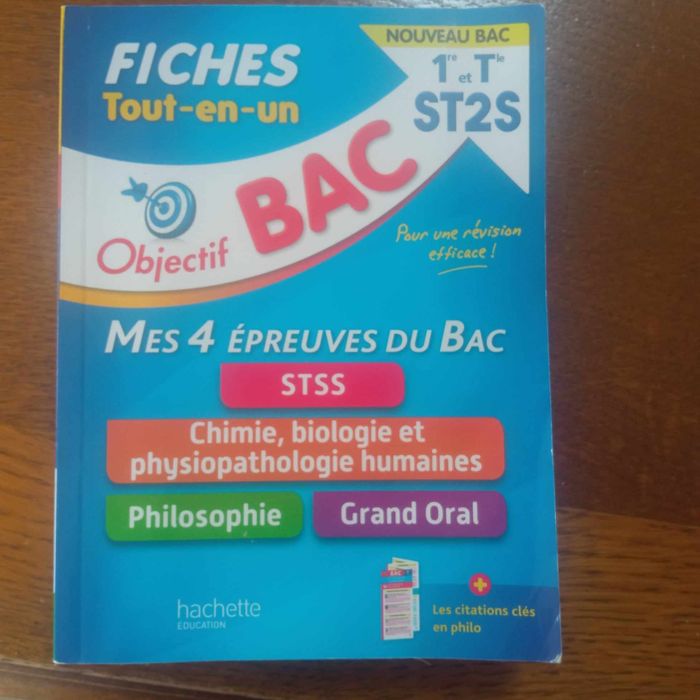 FICHES
Tout-en-un
NOUVEAU BAC
1re et Tle
ST2S
Objectif BAC
Pour une révision
efficace !
MES 4 ÉPREUVES DU BAC
STSS
Chimie, biologie et
physiopathologie humaines
Philosophie
Grand Oral
hachette
ÉDUCATION
+
Les citations clés
en philo
BAC